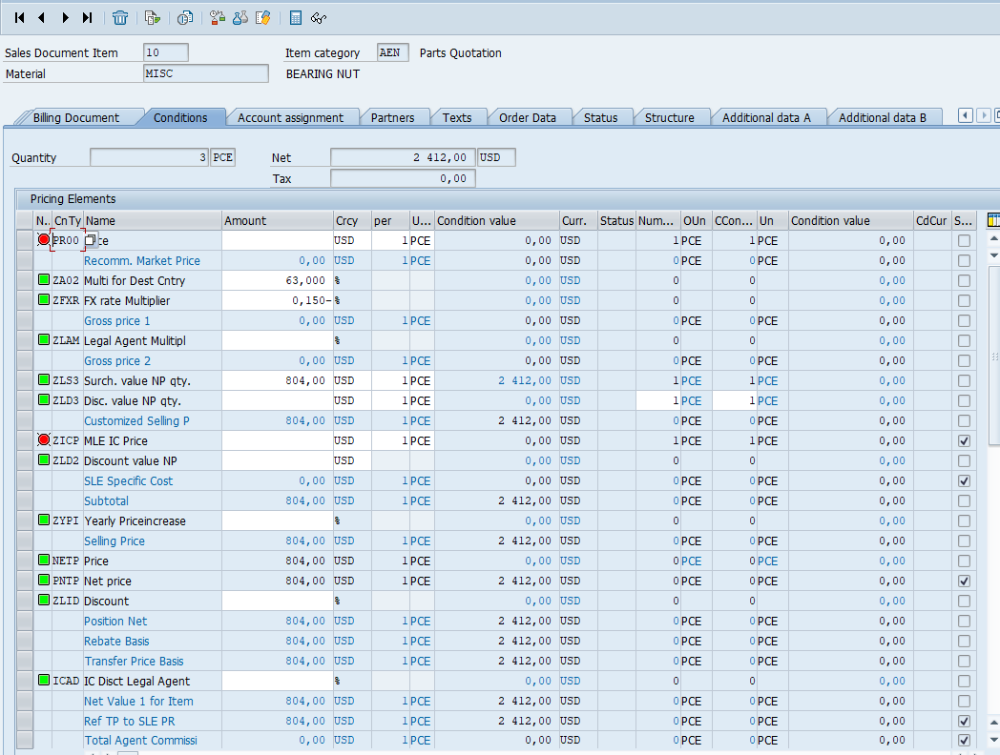 Sales Document Item 10 Item category AEN Parts Quotation
Material MISC BEARING NUT
Billing Document Conditions Account assignment Partners Texts Order Data Status Structure Additional data A Additional data B
Quantity 3 PCE Net 2 412,00 USD
Tax 0,00
Pricing Elements
N.. CnTy Name Amount Crcy per U... Condition value Curr. Status Num... OUn CCon... Un Condition value CdCur S...
PR00 ce USD 1 PCE 0,00 USD 1 PCE 1 PCE 0,00
Recomm. Market Price 0,00 USD 1 PCE 0,00 USD 0 PCE 0 PCE 0,00
ZA02 Multi for Dest Cntry 63,000 % 0,00 USD 0 0 0,00
ZFXR FX rate Multiplier 0,150- % 0,00 USD 0 0 0,00
Gross price 1 0,00 USD 1 PCE 0,00 USD 0 PCE 0 PCE 0,00
ZLAM Legal Agent Mulitipl % 0,00 USD 0 0 0,00
Gross price 2 0,00 USD 1 PCE 0,00 USD 0 PCE 0 PCE 0,00
ZLS3 Surch. value NP qty. 804,00 USD 1 PCE 2 412,00 USD 1 PCE 1 PCE 0,00
ZLD3 Disc. value NP qty. USD 1 PCE 0,00 USD 1 PCE 1 PCE 0,00
Customized Selling P 804,00 USD 1 PCE 2 412,00 USD 0 PCE 0 PCE 0,00
ZICP MLE IC Price USD 1 PCE 0,00 USD 1 PCE 1 PCE 0,00
ZLD2 Discount value NP USD 0,00 USD 0 0 0,00
SLE Specific Cost 0,00 USD 1 PCE 0,00 USD 0 PCE 0 PCE 0,00
Subtotal 804,00 USD 1 PCE 2 412,00 USD 0 PCE 0 PCE 0,00
ZYPI Yearly Priceincrease % 0,00 USD 0 0 0,00
Selling Price 804,00 USD 1 PCE 2 412,00 USD 0 PCE 0 PCE 0,00
NETP Price 804,00 USD 1 PCE 0,00 USD 0 PCE 0 PCE 0,00
PNTP Net price 804,00 USD 1 PCE 2 412,00 USD 0 PCE 0 PCE 0,00
ZLID Discount % 0,00 USD 0 0 0,00
Position Net 804,00 USD 1 PCE 2 412,00 USD 0 PCE 0 PCE 0,00
Rebate Basis 804,00 USD 1 PCE 2 412,00 USD 0 PCE 0 PCE 0,00
Transfer Price Basis 804,00 USD 1 PCE 2 412,00 USD 0 PCE 0 PCE 0,00
ICAD IC Disct Legal Agent % 0,00 USD 0 0 0,00
Net Value 1 for Item 804,00 USD 1 PCE 2 412,00 USD 0 PCE 0 PCE 0,00
Ref TP to SLE PR 804,00 USD 1 PCE 2 412,00 USD 0 PCE 0 PCE 0,00
Total Agent Commissi 0,00 USD 1 PCE 0,00 USD 0 PCE 0 PCE 0,00